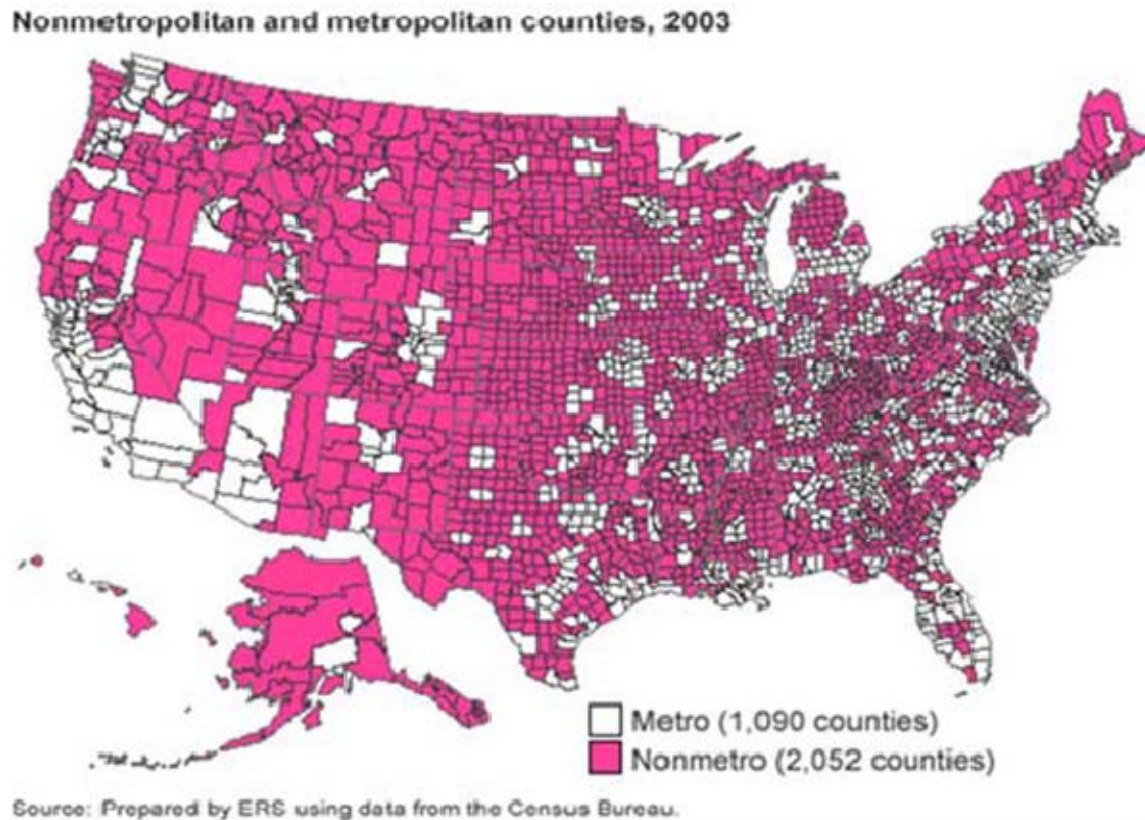 Nonmetropolitan and metropolitan counties, 2003
Metro (1,090 counties)
Nonmetro (2,052 counties)
Source: Prepared by ERS using data from the Census Bureau.